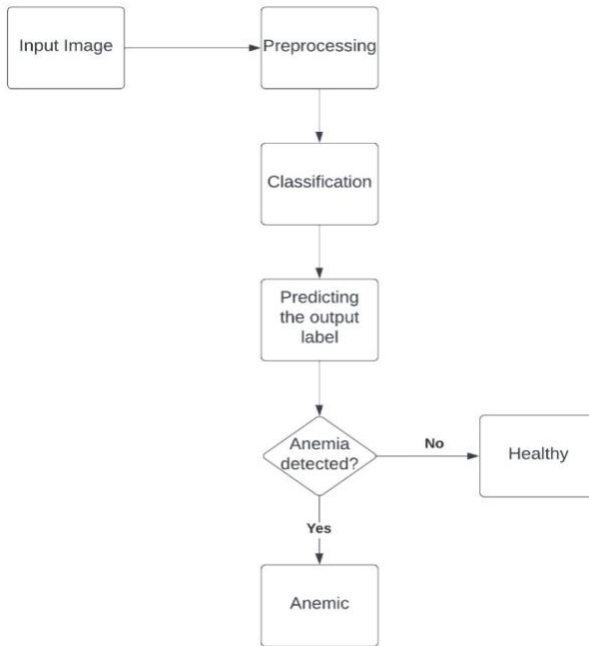 Input Image
Preprocessing
Classification
Predicting
the output
label
Anemia
detected?
No
Healthy
Yes
Anemic